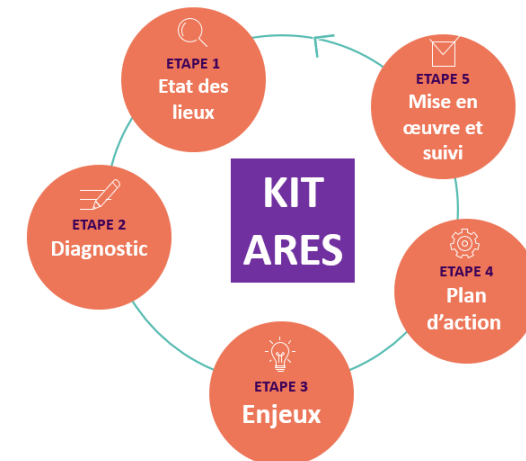 ETAPE 1
Etat des
lieux
ETAPE 2
Diagnostic
ETAPE 3
Enjeux
ETAPE 4
Plan
d'action
ETAPE 5
Mise en
œuvre et
suivi
KIT
ARES